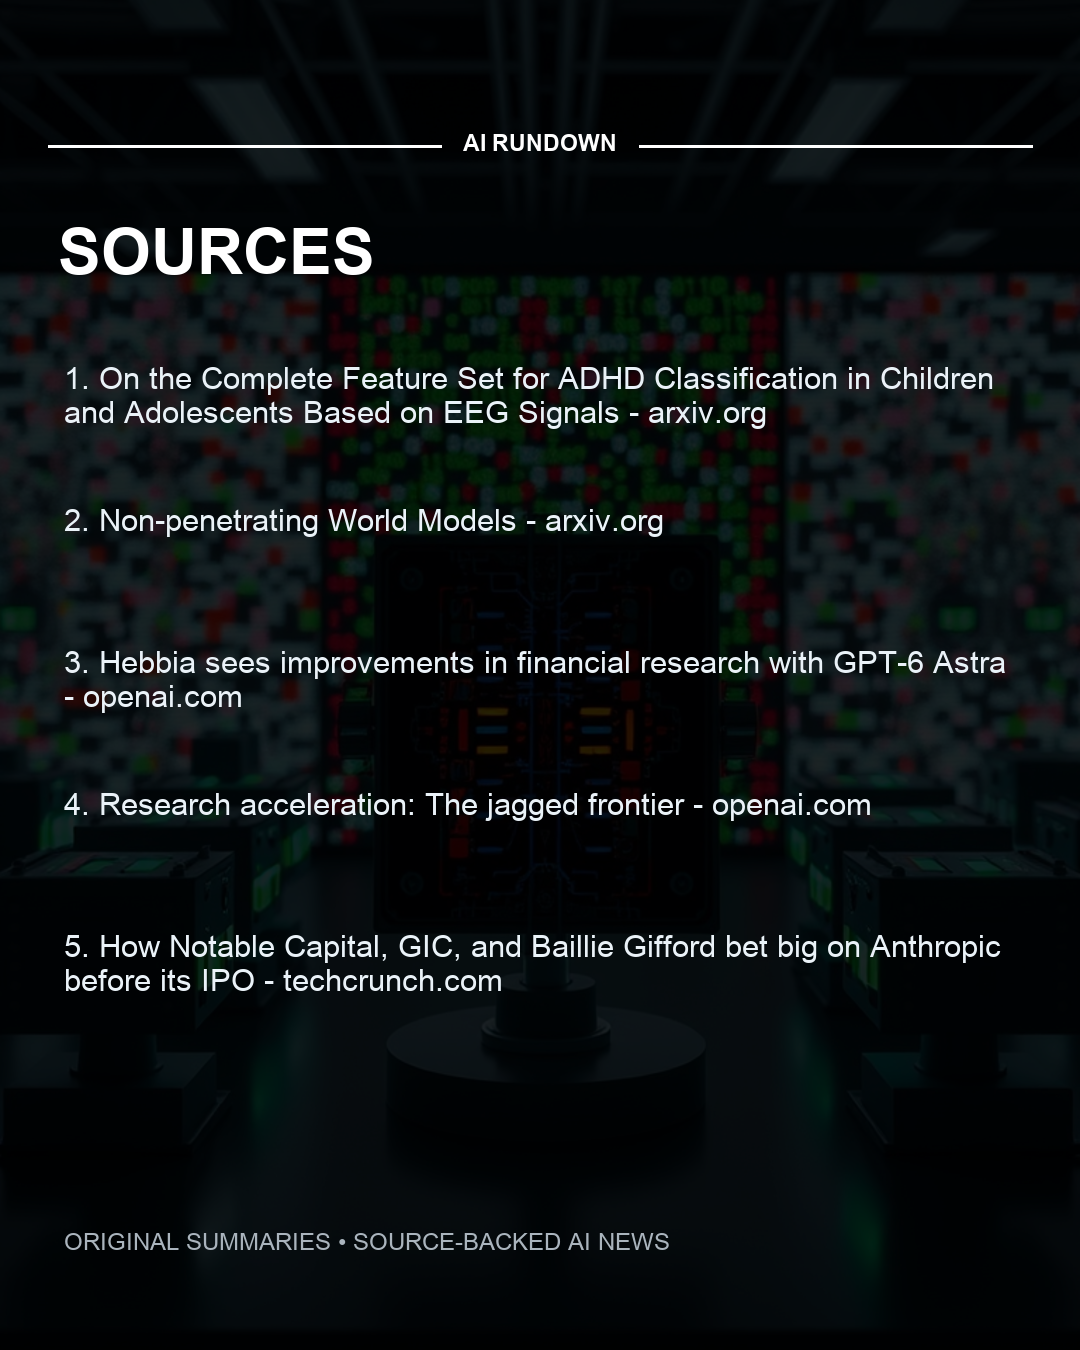 AI RUNDOWN
SOURCES
1. On the Complete Feature Set for ADHD Classification in Children
and Adolescents Based on EEG Signals - arxiv.org
2. Non-penetrating World Models - arxiv.org
3. Hebbia sees improvements in financial research with GPT-6 Astra
- openai.com
4. Research acceleration: The jagged frontier - openai.com
5. How Notable Capital, GIC, and Baillie Gifford bet big on Anthropic
before its IPO - techcrunch.com
ORIGINAL SUMMARIES • SOURCE-BACKED AI NEWS